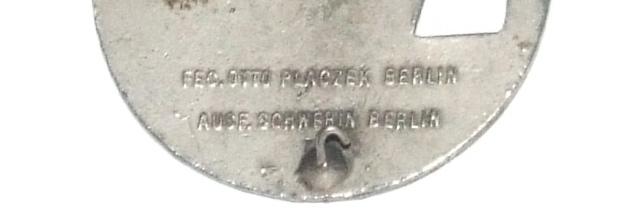 FEC. OTTO PLACZEK BERLIN
AUSF. SCHWERIN BERLIN